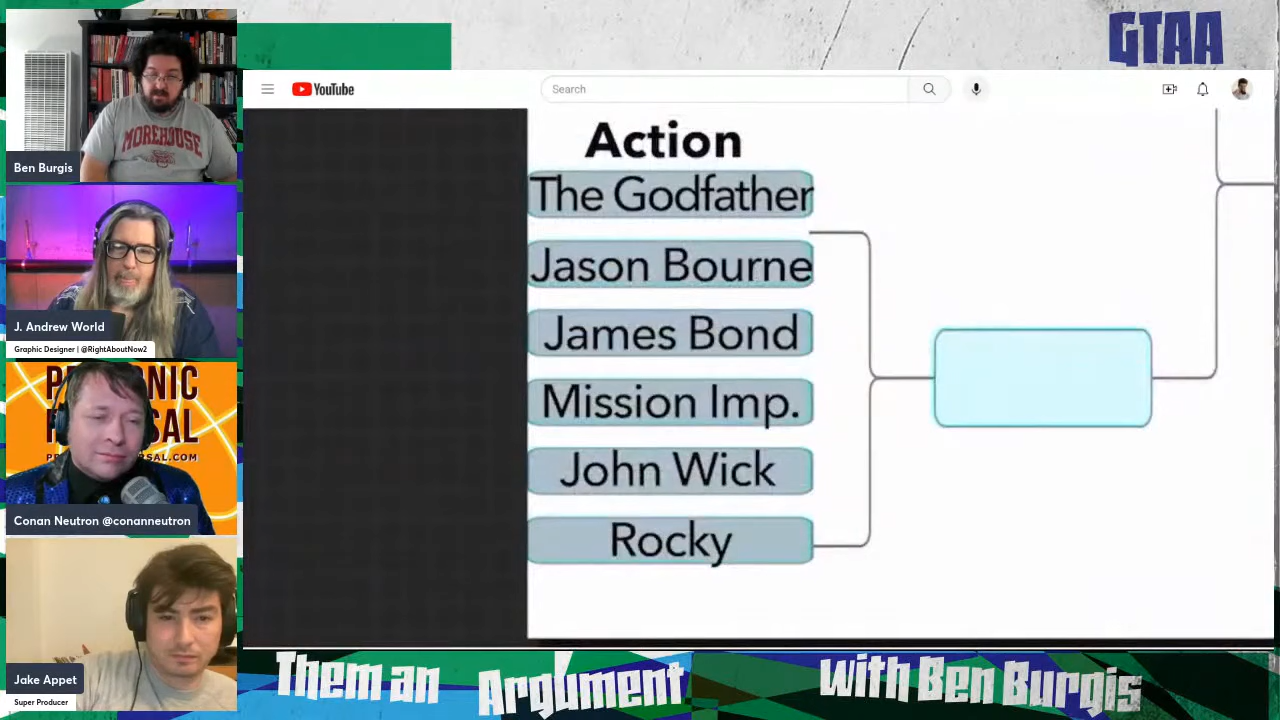 GTAA
YouTube
Search
MOREHOUSE
Ben Burgis
J. Andrew World
Graphic Designer | @RightAboutNow2
Conan Neutron @conanneutron
Jake Appet
Super Producer
Action
The Godfather
Jason Bourne
James Bond
Mission Imp.
John Wick
Rocky
Them an Argument with Ben Burgis